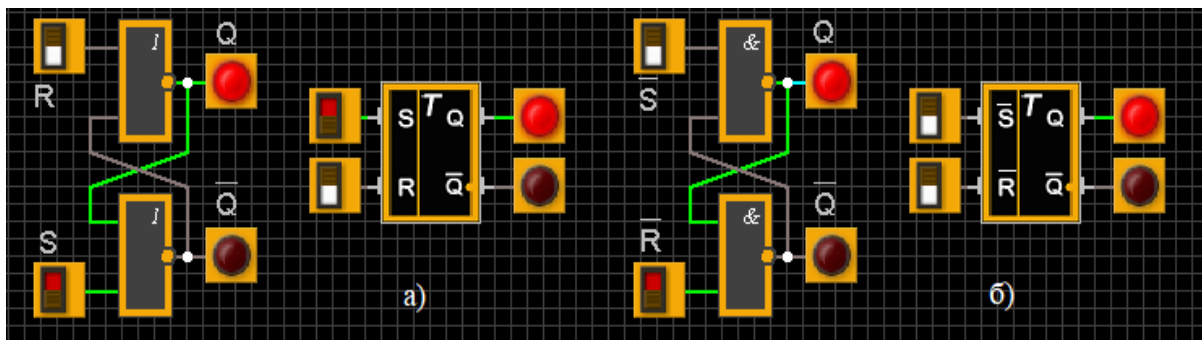 R
1
Q
S
1
Q̅
S T Q
R Q̅
а)
S̅
&
Q
R̅
&
Q̅
S̅ T Q
R̅ Q̅
б)